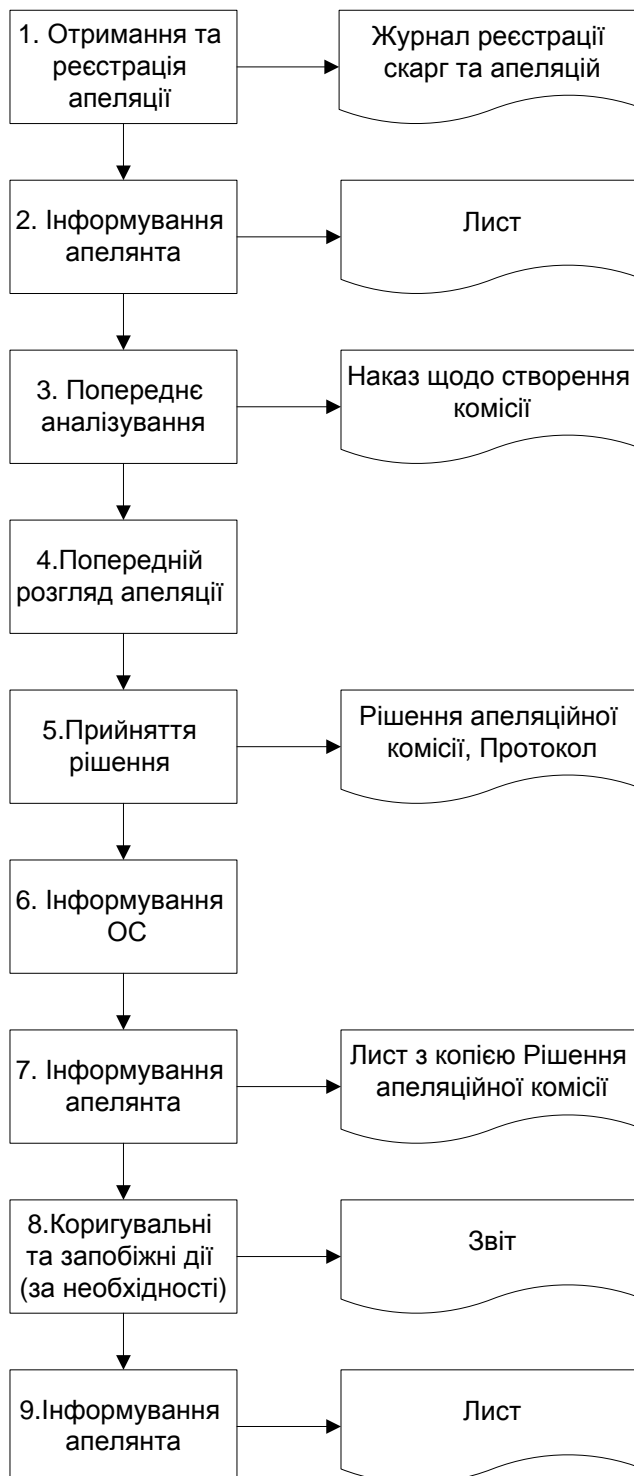 1. Отримання та
реєстрація
апеляції
Журнал реєстрації
скарг та апеляцій
2. Інформування
апелянта
Лист
3. Попереднє
аналізування
Наказ щодо створення
комісії
4.Попередній
розгляд апеляції
5.Прийняття
рішення
Рішення апеляційної
комісії, Протокол
6. Інформування
ОС
7. Інформування
апелянта
Лист з копією Рішення
апеляційної комісії
8.Коригувальні
та запобіжні дії
(за необхідності)
Звіт
9.Інформування
апелянта
Лист